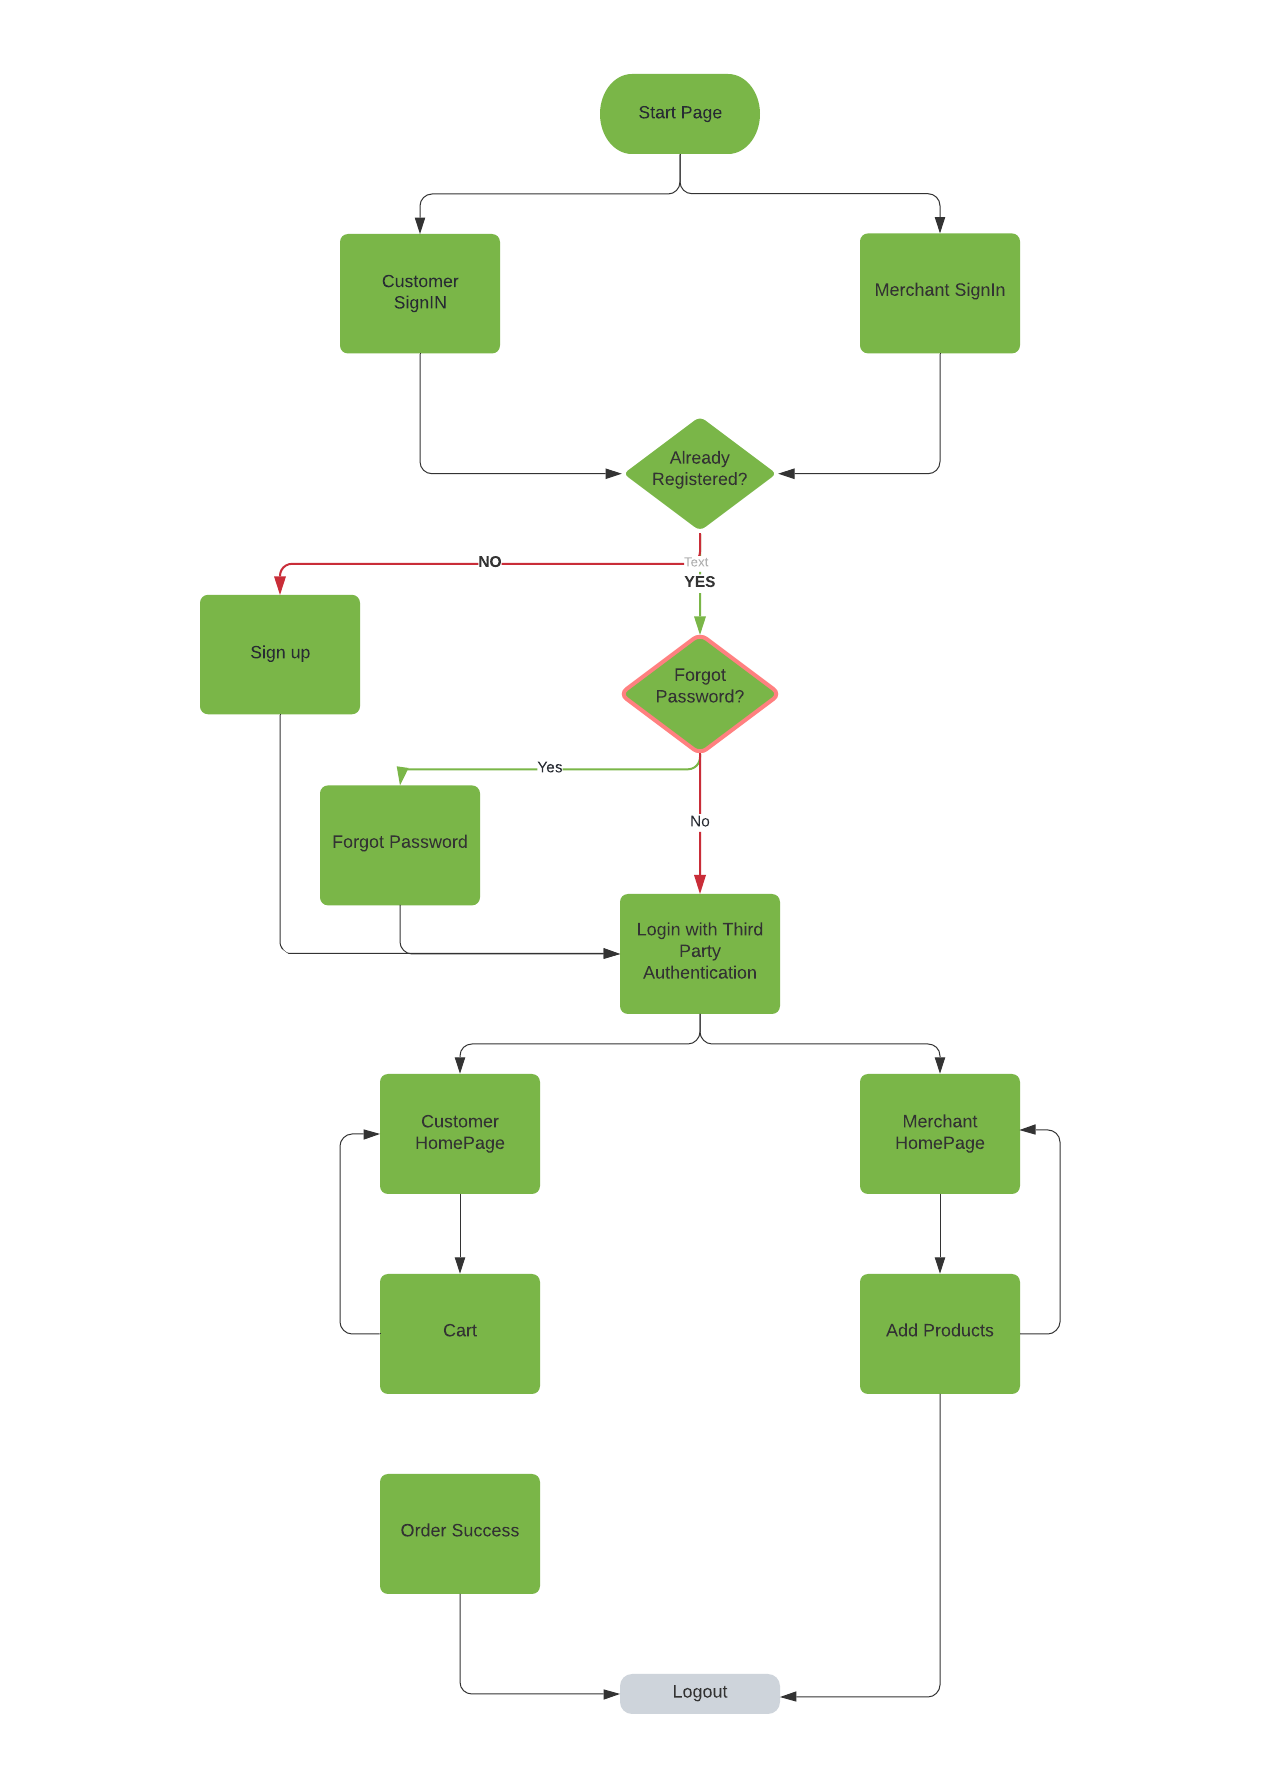 Start Page
Customer
SignIN
Merchant SignIn
Already
Registered?
NO
Text
YES
Sign up
Forgot
Password?
Yes
No
Forgot Password
Login with Third
Party
Authentication
Customer
HomePage
Merchant
HomePage
Cart
Add Products
Order Success
Logout